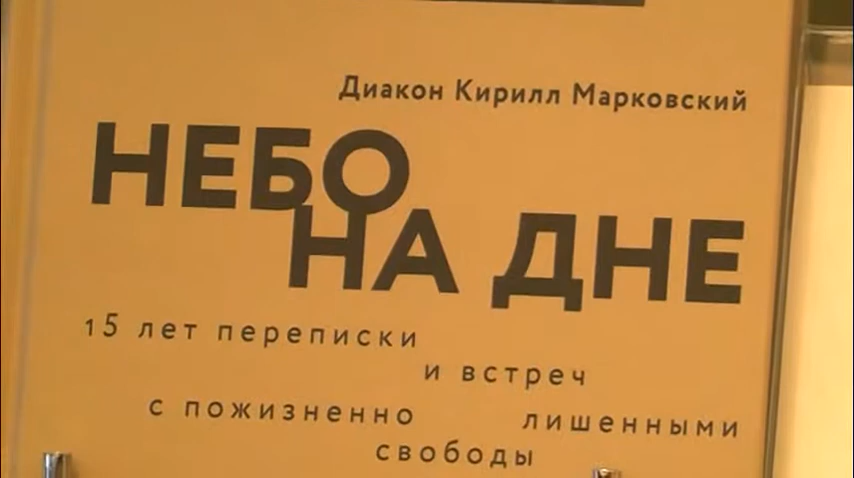 Диакон Кирилл Марковский
НЕБО
НА ДНЕ
15 лет переписки
и встреч
с пожизненно лишенными
свободы